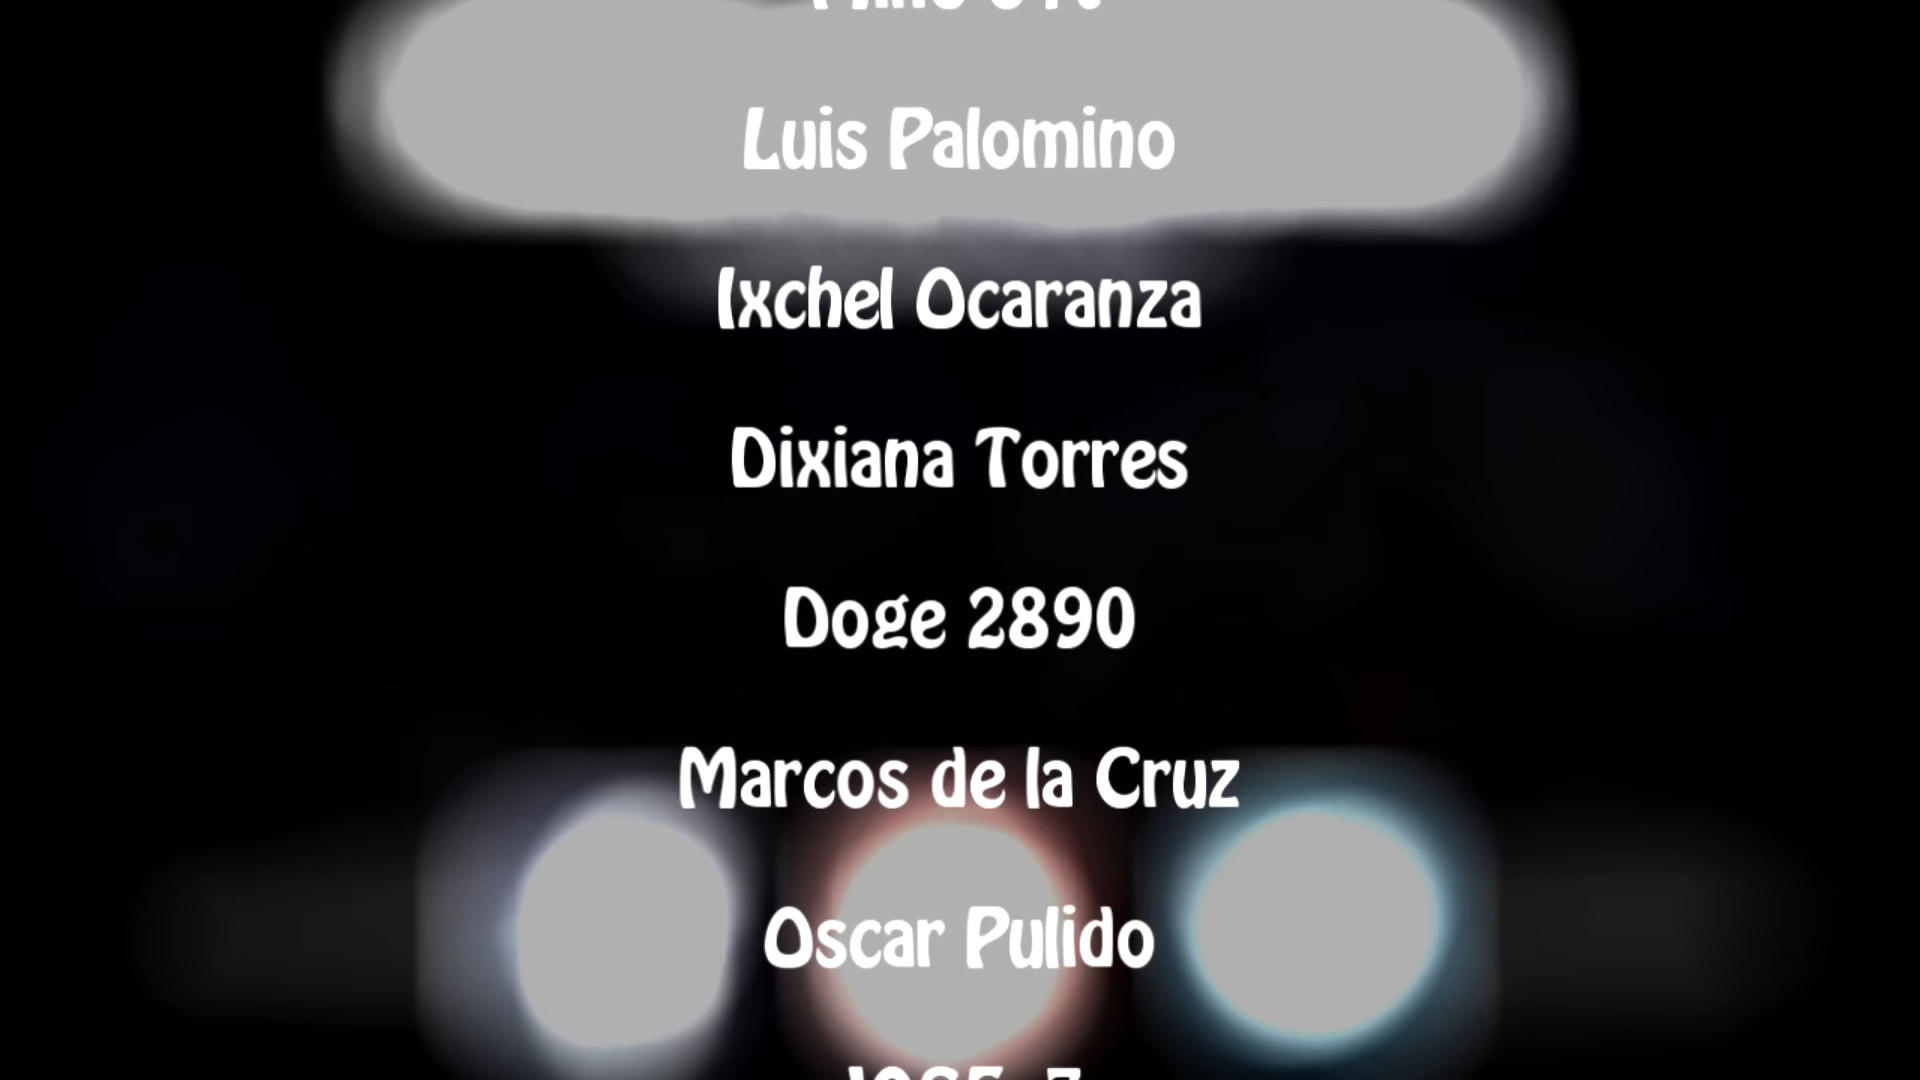 Luis Palomino
Ixchel Ocaranza
Dixiana Torres
Doge 2890
Marcos de la Cruz
Oscar Pulido